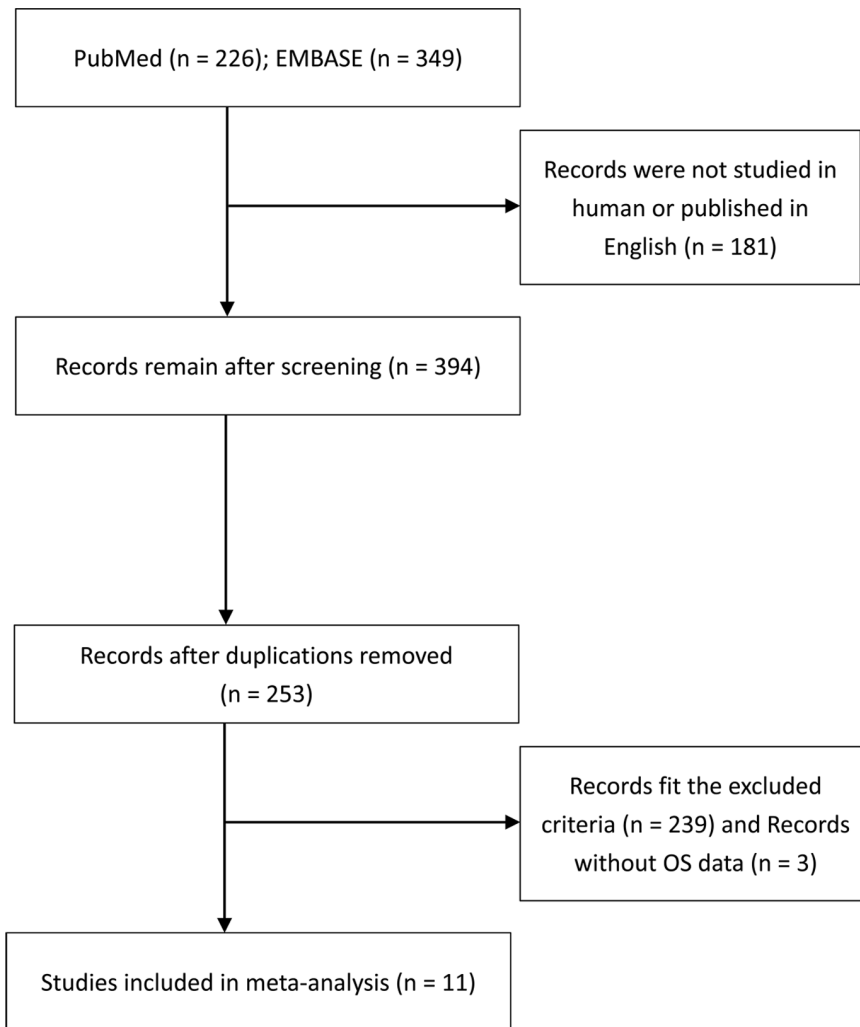 PubMed (n = 226); EMBASE (n = 349)
Records were not studied in
human or published in
English (n = 181)
Records remain after screening (n = 394)
Records after duplications removed
(n = 253)
Records fit the excluded
criteria (n = 239) and Records
without OS data (n = 3)
Studies included in meta-analysis (n = 11)